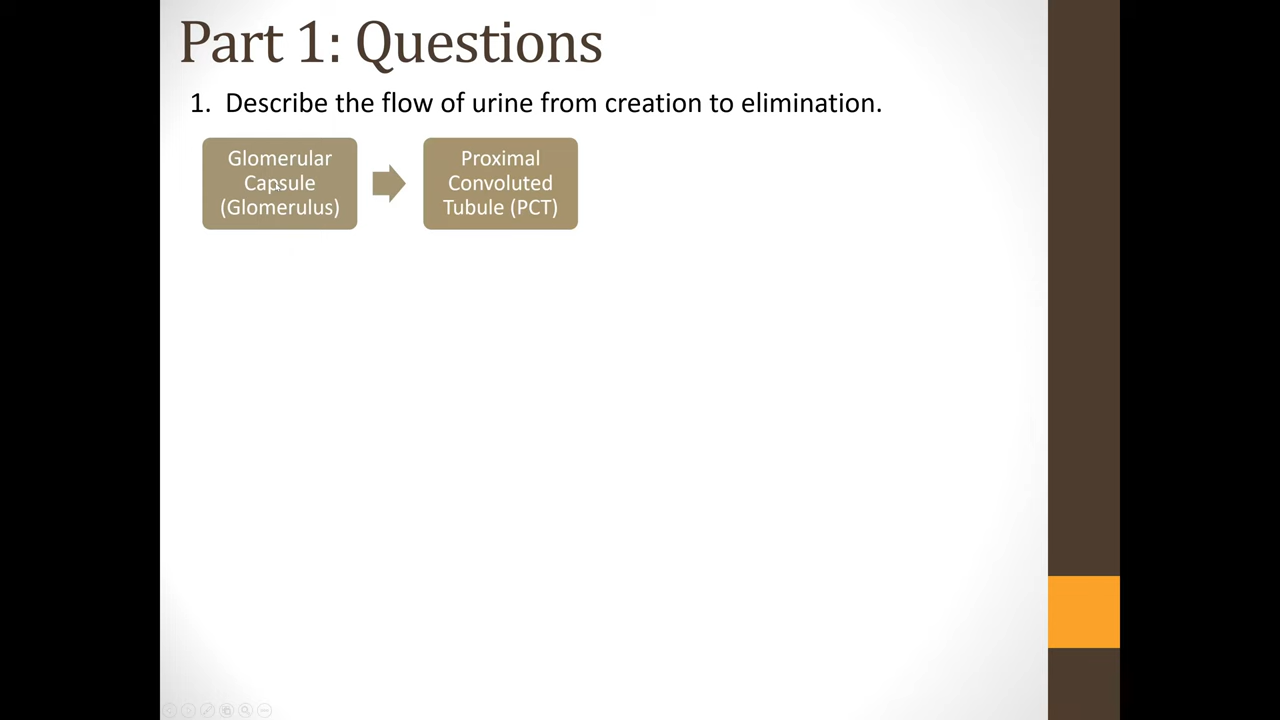 Part 1: Questions
1. Describe the flow of urine from creation to elimination.
Glomerular
Capsule
(Glomerulus)
Proximal
Convoluted
Tubule (PCT)